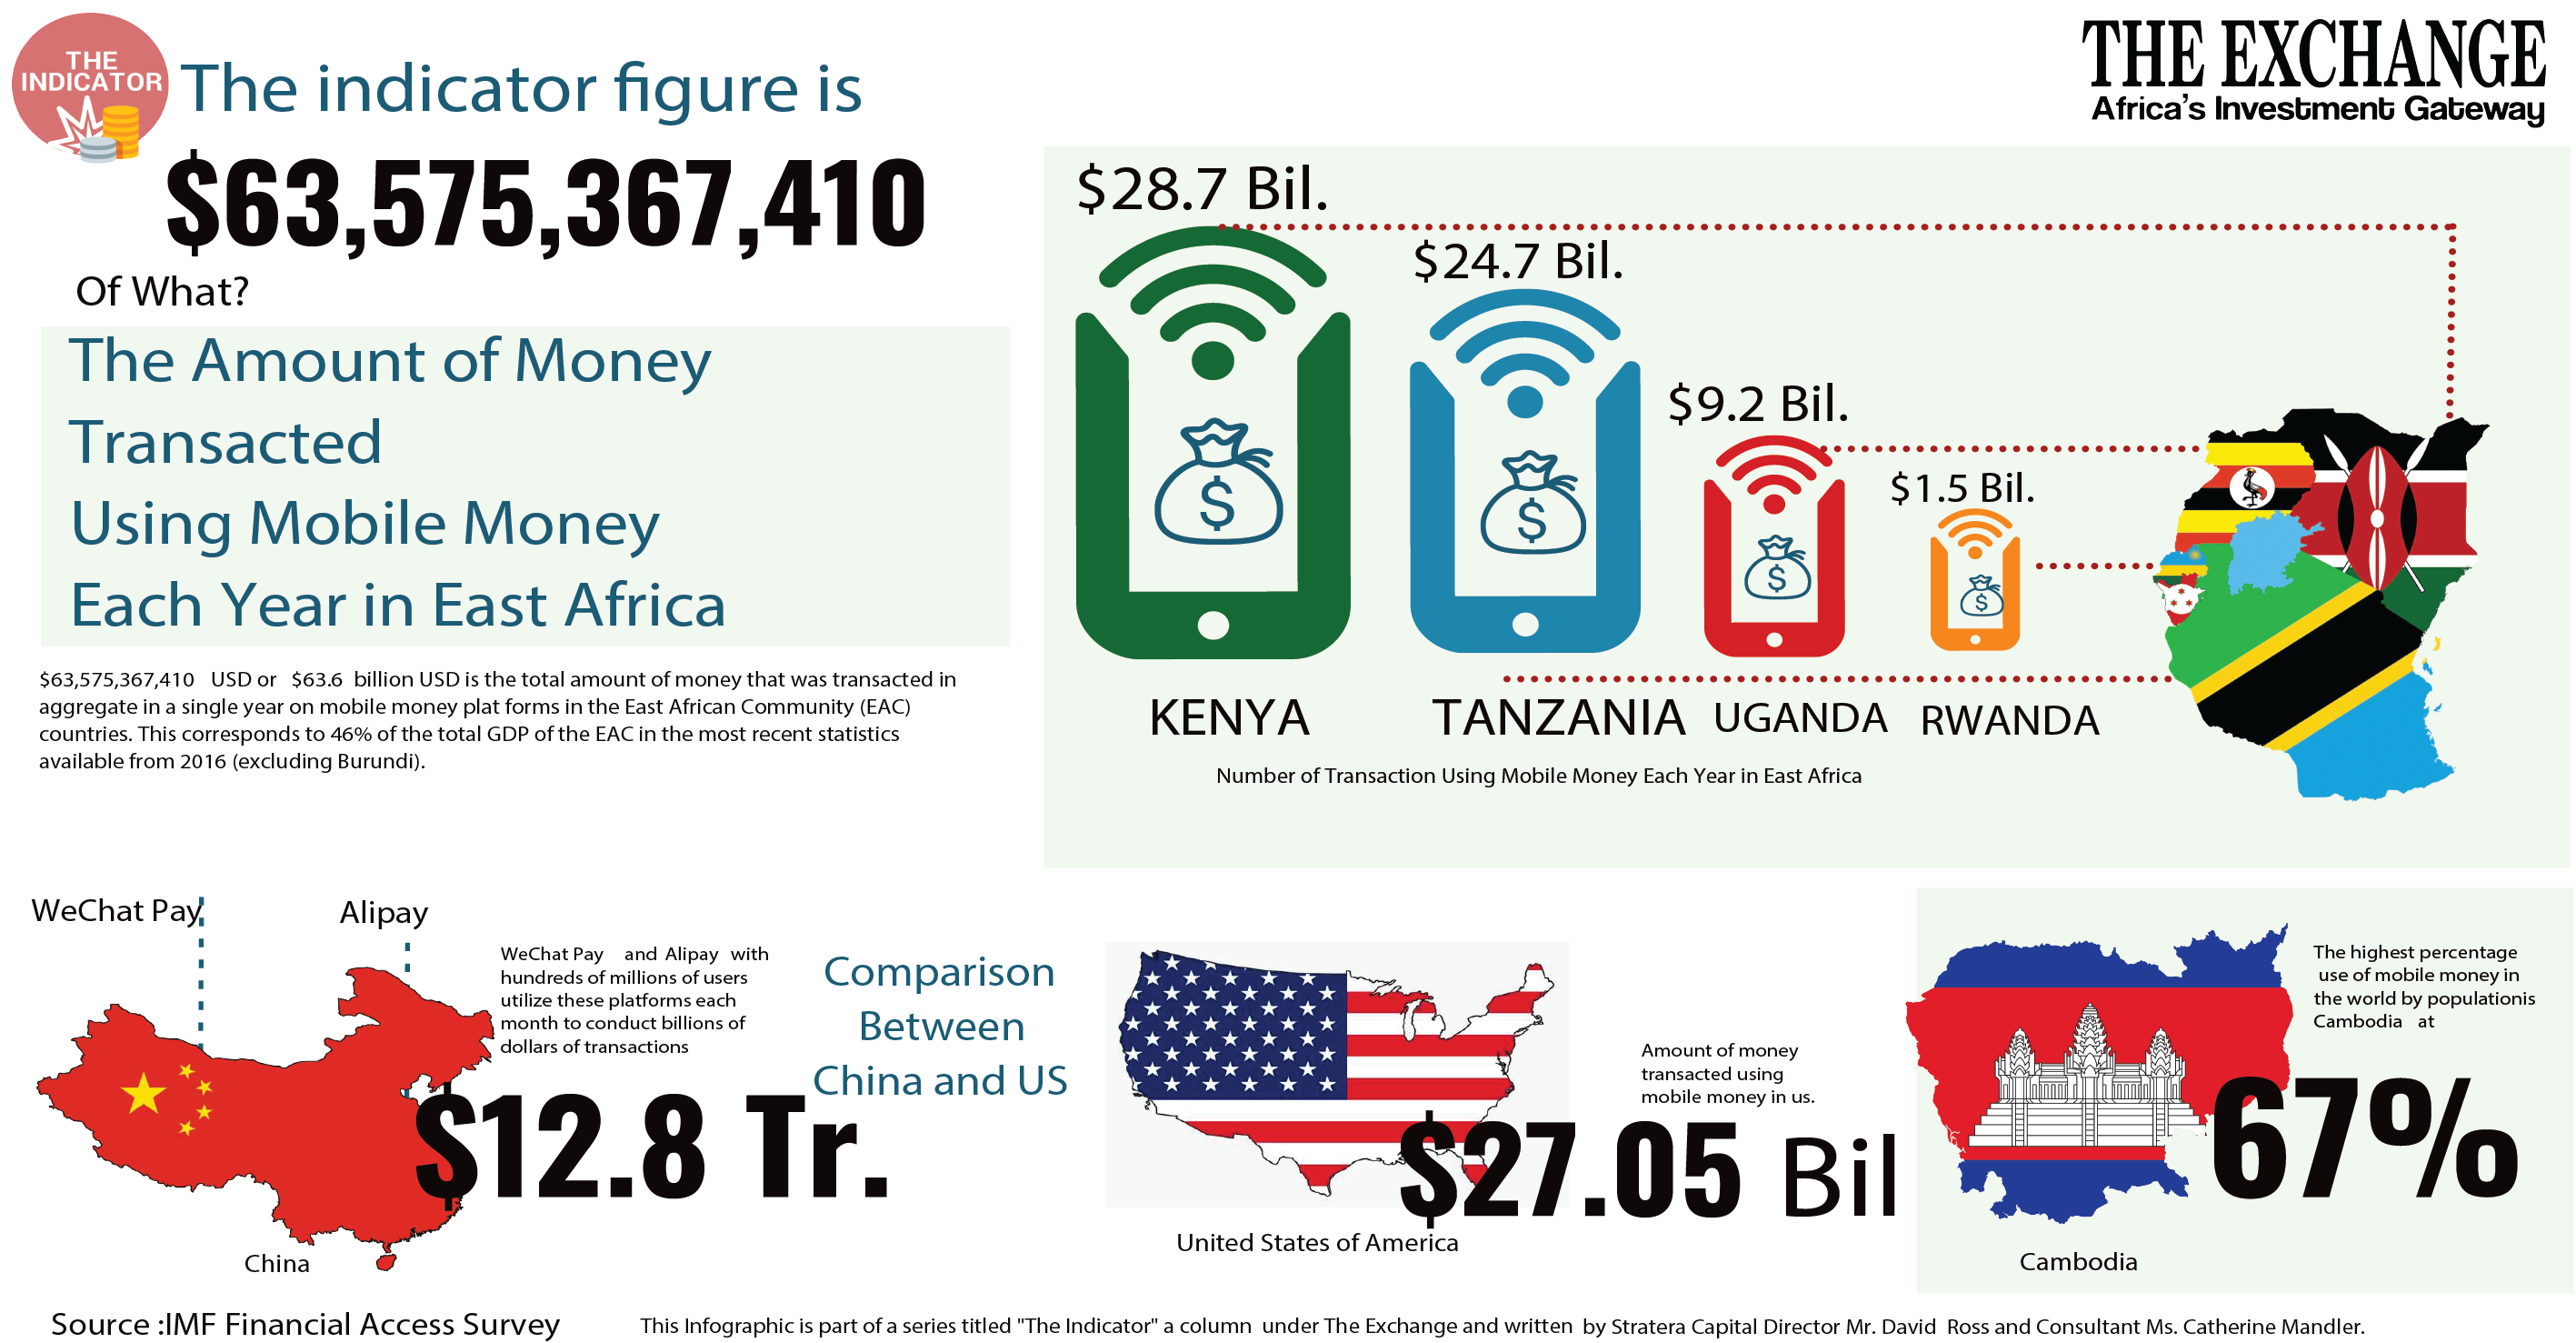 THE
INDICATOR
The indicator figure is
$63,575,367,410
Of What?
The Amount of Money
Transacted
Using Mobile Money
Each Year in East Africa
$63,575,367,410 USD or $63.6 billion USD is the total amount of money that was transacted in
aggregate in a single year on mobile money plat forms in the East African Community (EAC)
countries. This corresponds to 46% of the total GDP of the EAC in the most recent statistics
available from 2016 (excluding Burundi).
THE EXCHANGE
Africa's Investment Gateway
$28.7 Bil.
$24.7 Bil.
$9.2 Bil.
$1.5 Bil.
$
$
$
$
KENYA
TANZANIA
UGANDA
RWANDA
Number of Transaction Using Mobile Money Each Year in East Africa
WeChat Pay
Alipay
WeChat Pay and Alipay with
hundreds of millions of users
utilize these platforms each
month to conduct billions of
dollars of transactions
$12.8 Tr.
China
Comparison
Between
China and US
Amount of money
transacted using
mobile money in us.
$27.05 Bil
United States of America
The highest percentage
use of mobile money in
the world by populationis
Cambodia at
67%
Cambodia
Source :IMF Financial Access Survey
This Infographic is part of a series titled "The Indicator" a column under The Exchange and written by Stratera Capital Director Mr. David Ross and Consultant Ms. Catherine Mandler.